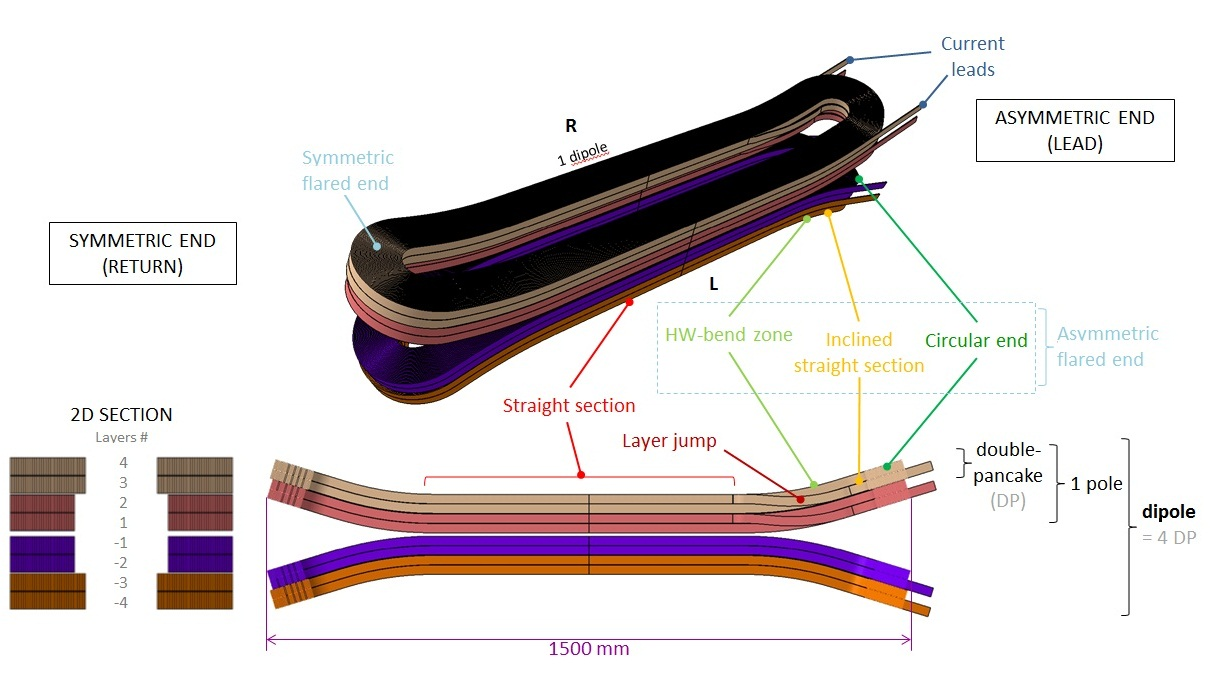 Current
leads
ASYMMETRIC END
(LEAD)
R
1 dipole
Symmetric
flared end
SYMMETRIC END
(RETURN)
L
HW-bend zone
Inclined
straight section
Circular end
Asymmetric
flared end
Straight section
Layer jump
2D SECTION
Layers #
4
3
2
1
-1
-2
-3
-4
double-
pancake
(DP)
1 pole
dipole
= 4 DP
1500 mm